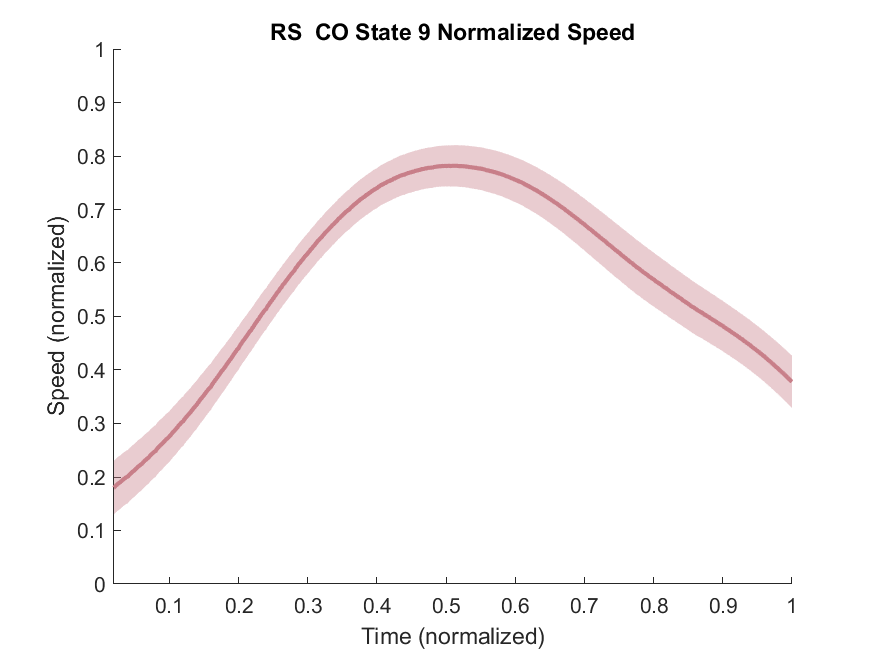 RS  CO State 9 Normalized Speed
1
0.9
0.8
0.7
0.6
0.5
0.4
0.3
0.2
0.1
0
Speed (normalized)
0.1 0.2 0.3 0.4 0.5 0.6 0.7 0.8 0.9 1
Time (normalized)